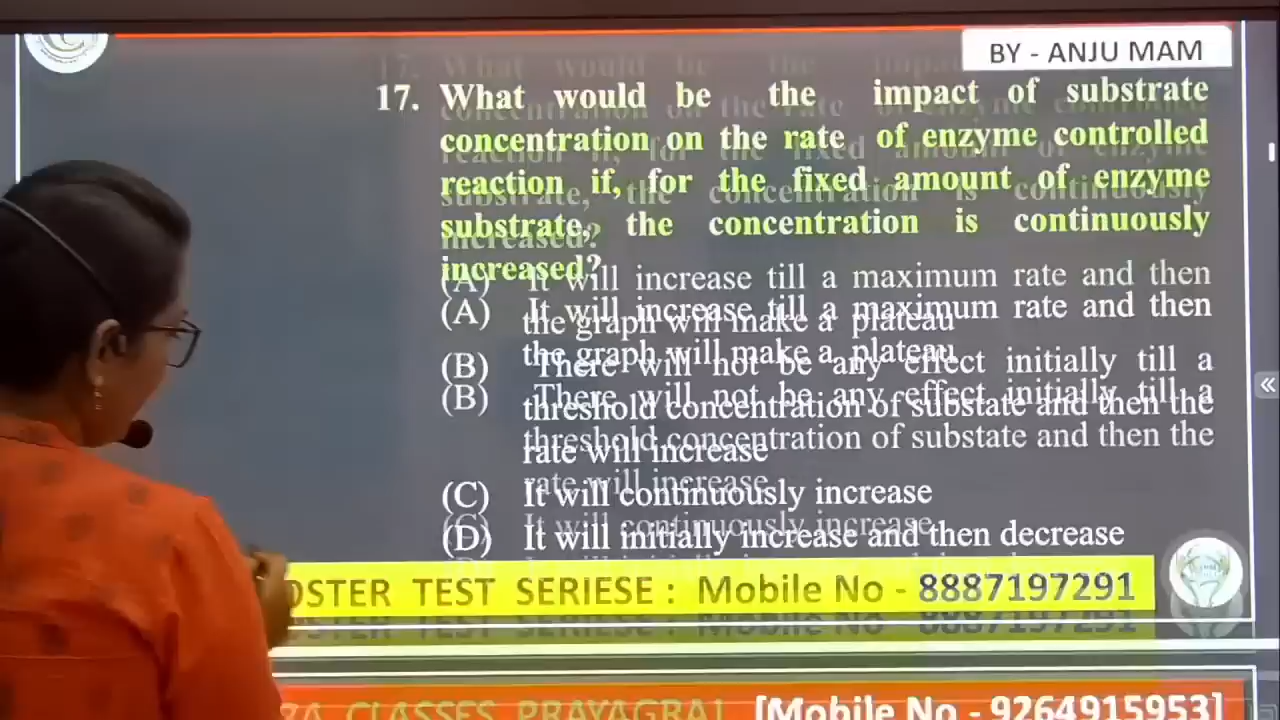 BY - ANJU MAM
17. What would be the impact of substrate
concentration on the rate of enzyme controlled
reaction if, for the fixed amount of enzyme
substrate, the concentration is continuously
increased?
(A) It will increase till a maximum rate and then
the graph will make a plateau
(B) There will not be any effect initially till a
threshold concentration of substate and then the
rate will increase
(C) It will continuously increase
(D) It will initially increase and then decrease
OSTER TEST SERIESE : Mobile No - 8887197291
RA CLASSES PRAYAGRAJ [Mobile No - 9264915953]